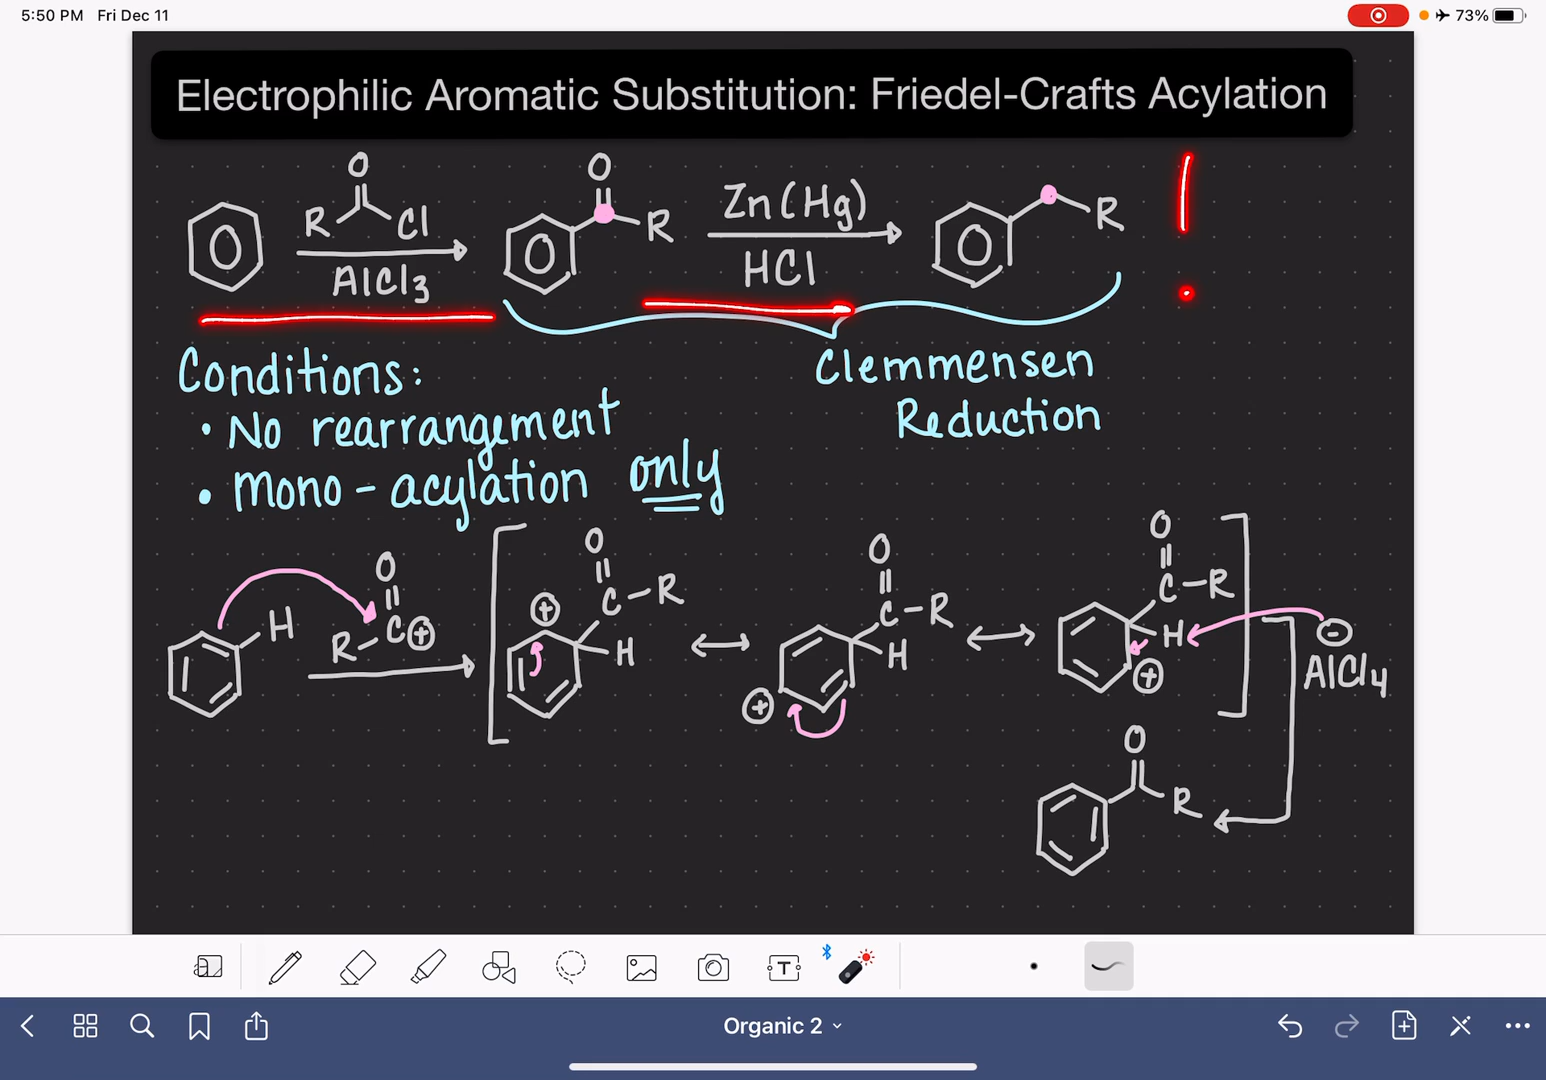 5:50 PM Fri Dec 11
73%
Electrophilic Aromatic Substitution: Friedel-Crafts Acylation
O O
R Cl R Zn(Hg) R
AlCl3 HCl
Conditions:
• No rearrangement
• Mono-acylation only
Clemmensen
Reduction
O O O O
H R-C⊕ ⊕ C-R H C-R H ⊕ C-R H ⊕ ⊖
AlCl4
O
R
T
Organic 2